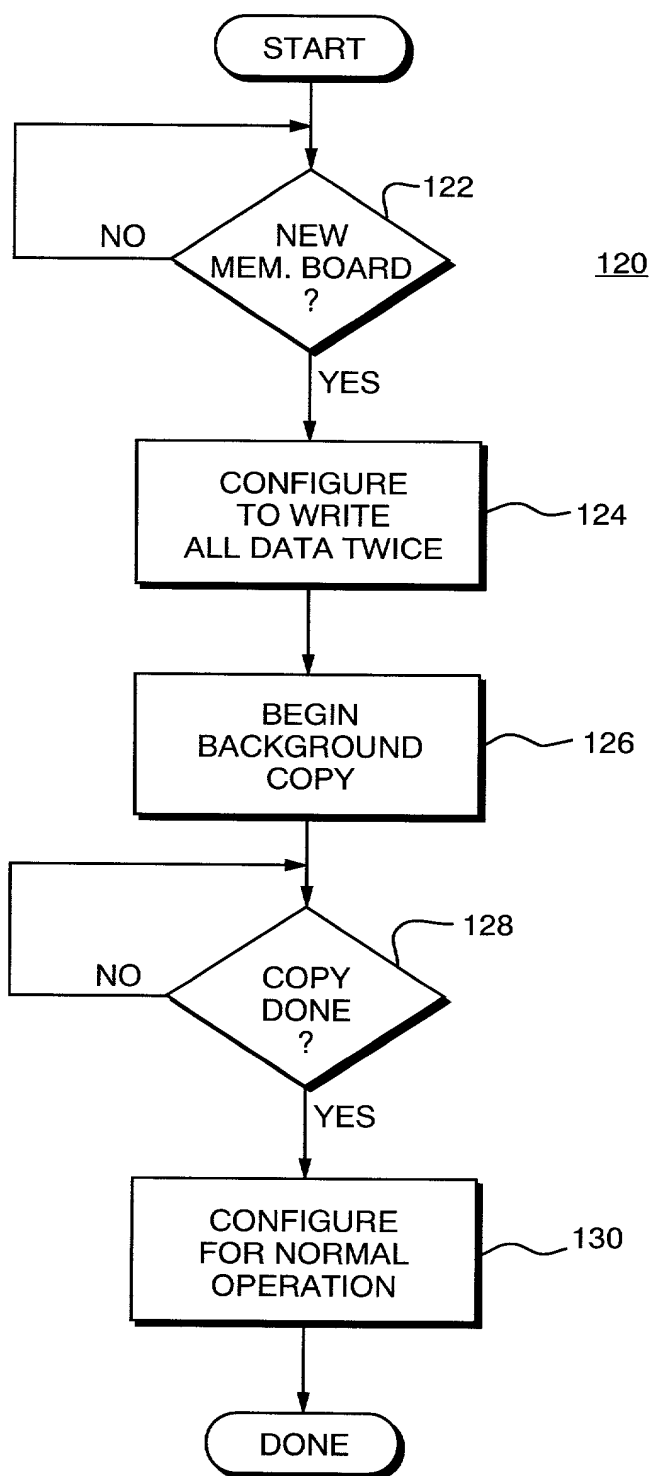 START
122
NO
NEW
MEM. BOARD
?
120
YES
CONFIGURE
TO WRITE
ALL DATA TWICE
124
BEGIN
BACKGROUND
COPY
126
128
NO
COPY
DONE
?
YES
CONFIGURE
FOR NORMAL
OPERATION
130
DONE